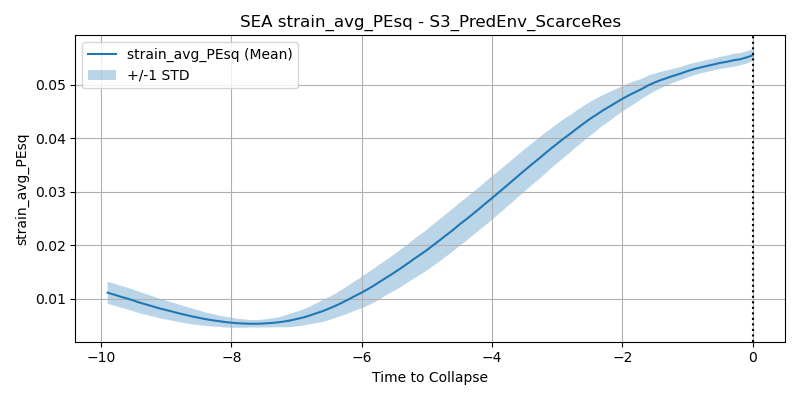 SEA strain_avg_PEsq - S3_PredEnv_ScarceRes
strain_avg_PEsq (Mean)
+/-1 STD
strain_avg_PEsq
0.05
0.04
0.03
0.02
0.01
−10
−8
−6
−4
−2
0
Time to Collapse